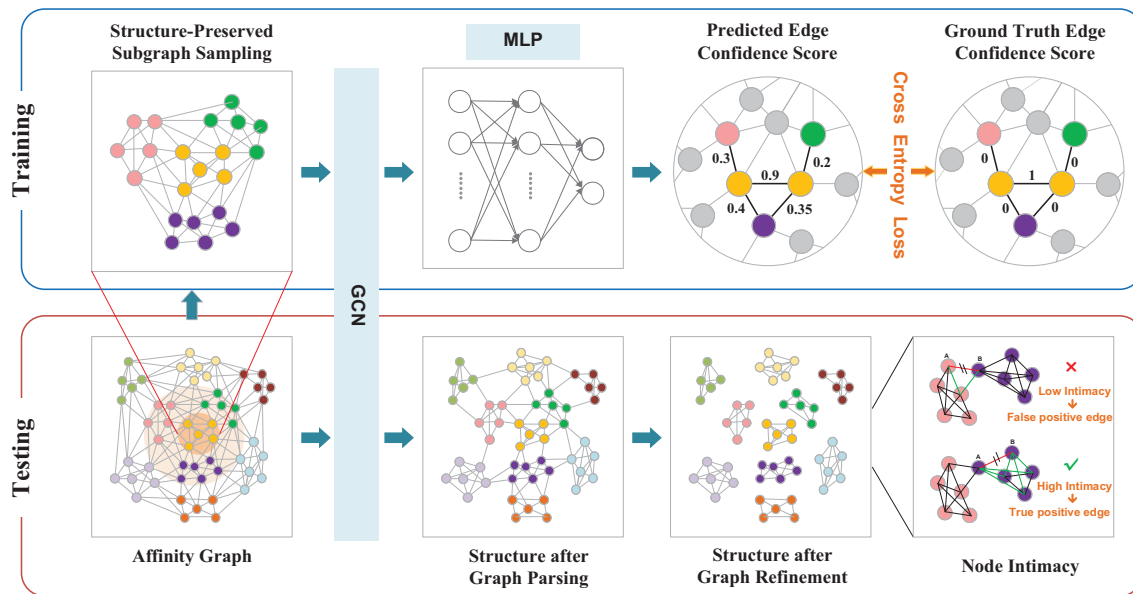 Training
Structure-Preserved
Subgraph Sampling
MLP
Predicted Edge
Confidence Score
Ground Truth Edge
Confidence Score
0.3
0.2
0.9
0.4
0.35
Cross Entropy Loss
0
0
1
0
0
GCN
Testing
Affinity Graph
Structure after
Graph Parsing
Structure after
Graph Refinement
A
B
Low Intimacy
False positive edge
A
B
High Intimacy
True positive edge
Node Intimacy